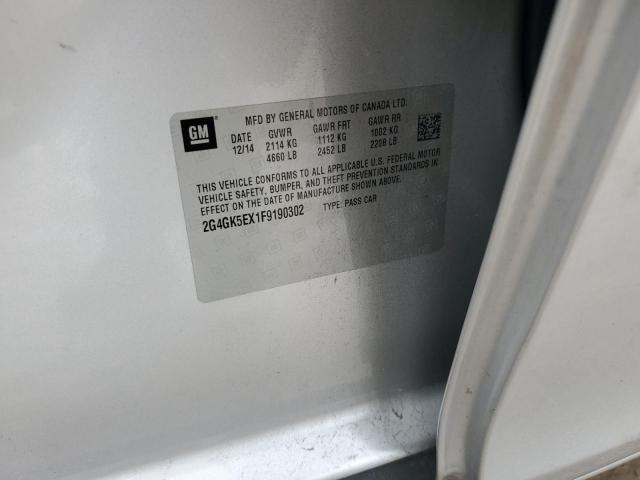 GM
MFD BY GENERAL MOTORS OF CANADA LTD.
DATE GVWR GAWR FRT GAWR RR
12/14 2114 KG 1112 KG 1002 KG
4660 LB 2452 LB 2208 LB
THIS VEHICLE CONFORMS TO ALL APPLICABLE U.S. FEDERAL MOTOR
VEHICLE SAFETY, BUMPER, AND THEFT PREVENTION STANDARDS IN
EFFECT ON THE DATE OF MANUFACTURE SHOWN ABOVE.
2G4GK5EX1F9190302 TYPE: PASS CAR